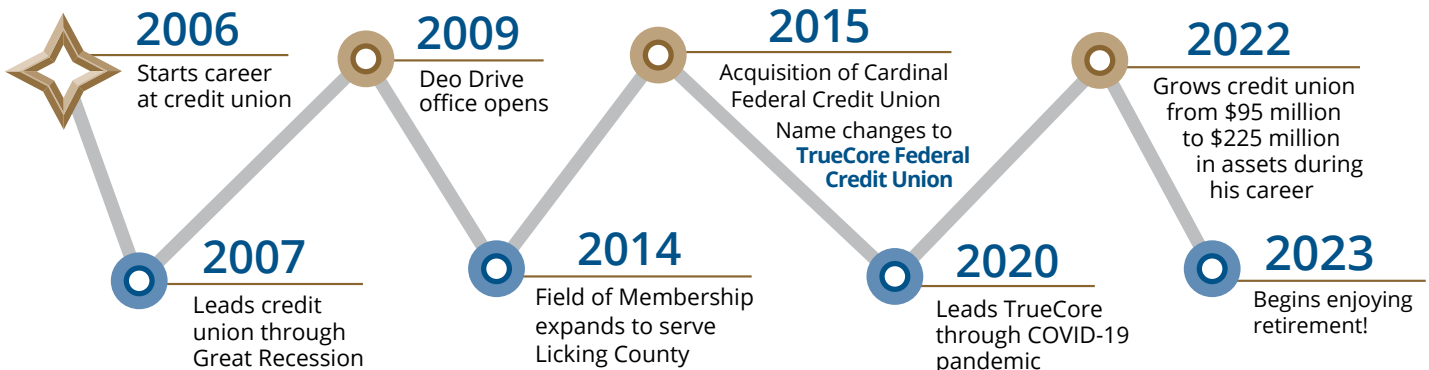 2006
Starts career
at credit union
2007
Leads credit
union through
Great Recession
2009
Deo Drive
office opens
2014
Field of Membership
expands to serve
Licking County
2015
Acquisition of Cardinal
Federal Credit Union
Name changes to
TrueCore Federal
Credit Union
2020
Leads TrueCore
through COVID-19
pandemic
2022
Grows credit union
from $95 million
to $225 million
in assets during
his career
2023
Begins enjoying
retirement!